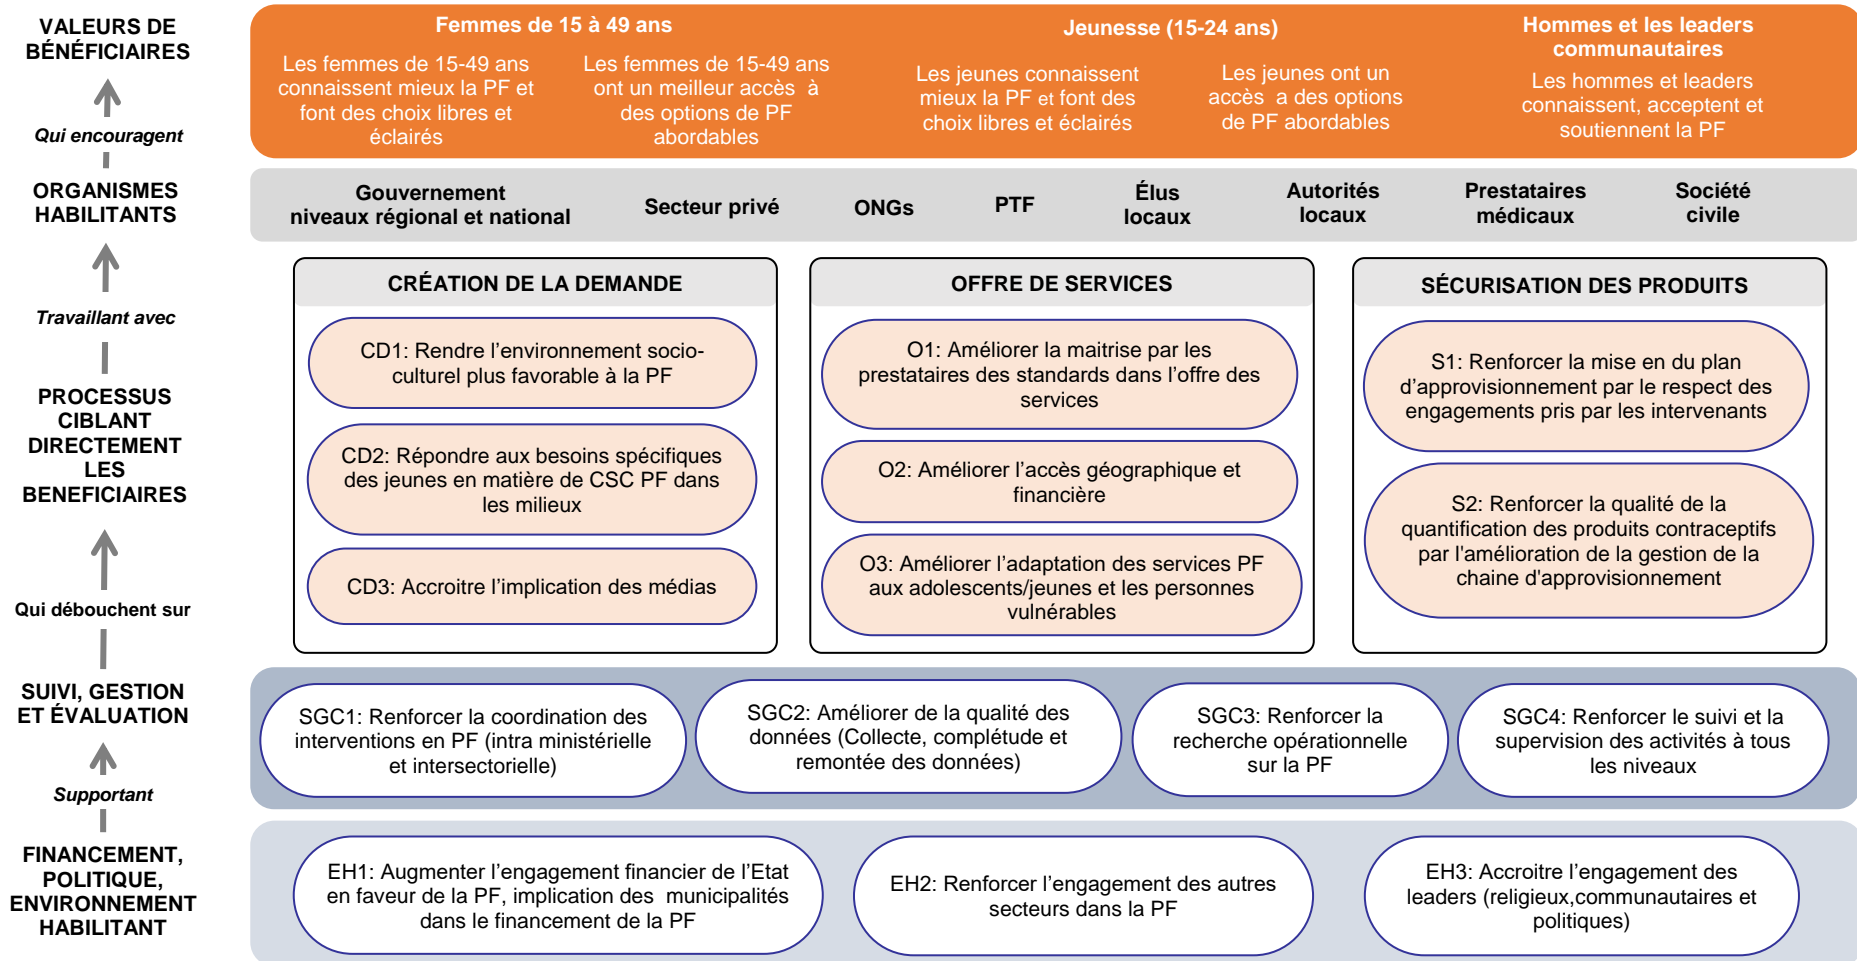 VALEURS DE
BÉNÉFICIAIRES
Qui encouragent
ORGANISMES
HABILITANTS
Travaillant avec
PROCESSUS
CIBLANT
DIRECTEMENT
LES
BENEFICIAIRES
Qui débouchent sur
SUIVI, GESTION
ET ÉVALUATION
Supportant
FINANCEMENT,
POLITIQUE,
ENVIRONNEMENT
HABILITANT
Femmes de 15 à 49 ans
Les femmes de 15-49 ans
connaissent mieux la PF et
font des choix libres et
éclairés
Les femmes de 15-49 ans
ont un meilleur accès à
des options de PF
abordables
Jeunesse (15-24 ans)
Les jeunes connaissent
mieux la PF et font des
choix libres et éclairés
Les jeunes ont un
accès a des options
de PF abordables
Hommes et les leaders
communautaires
Les hommes et leaders
connaissent, acceptent et
soutiennent la PF
Gouvernement
niveaux régional et national
Secteur privé
ONGs
PTF
Élus
locaux
Autorités
locaux
Prestataires
médicaux
Société
civile
CRÉATION DE LA DEMANDE
CD1: Rendre l’environnement socio-
culturel plus favorable à la PF
CD2: Répondre aux besoins spécifiques
des jeunes en matière de CSC PF dans
les milieux
CD3: Accroitre l’implication des médias
OFFRE DE SERVICES
O1: Améliorer la maitrise par les
prestataires des standards dans l’offre des
services
O2: Améliorer l’accès géographique et
financière
O3: Améliorer l’adaptation des services PF
aux adolescents/jeunes et les personnes
vulnérables
SÉCURISATION DES PRODUITS
S1: Renforcer la mise en du plan
d’approvisionnement par le respect des
engagements pris par les intervenants
S2: Renforcer la qualité de la
quantification des produits contraceptifs
par l'amélioration de la gestion de la
chaine d'approvisionnement
SGC1: Renforcer la coordination des
interventions en PF (intra ministérielle
et intersectorielle)
SGC2: Améliorer de la qualité des
données (Collecte, complétude et
remontée des données)
SGC3: Renforcer la
recherche opérationnelle
sur la PF
SGC4: Renforcer le suivi et la
supervision des activités à tous
les niveaux
EH1: Augmenter l’engagement financier de l’Etat
en faveur de la PF, implication des municipalités
dans le financement de la PF
EH2: Renforcer l’engagement des autres
secteurs dans la PF
EH3: Accroitre l’engagement des
leaders (religieux,communautaires et
politiques)